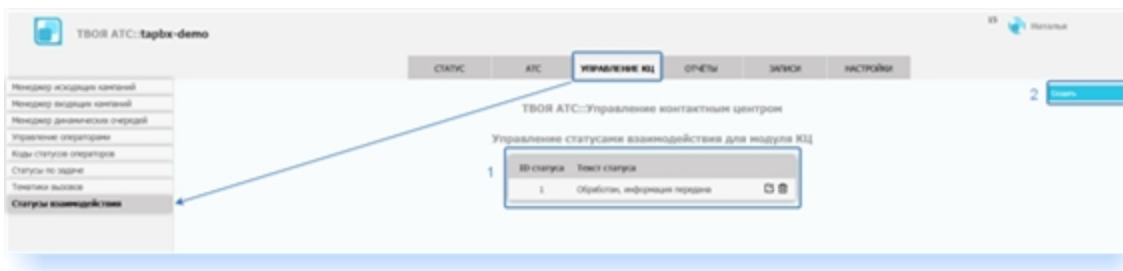 ТВОЯ АТС::tapbx-demo
15 Наталья
СТАТУС АТС УПРАВЛЕНИЕ КЦ ОТЧЁТЫ ЗАПИСИ НАСТРОЙКИ
Менеджер исходящих кампаний
Менеджер входящих кампаний
Менеджер динамических очередей
Управление операторами
Коды статусов операторов
Статусы по задаче
Тематики вызовов
Статусы взаимодействия
2 Создать
ТВОЯ АТС::Управление контактным центром
Управление статусами взаимодействия для модуля КЦ
1
ID статуса Текст статуса
1 Обработан, информация передана